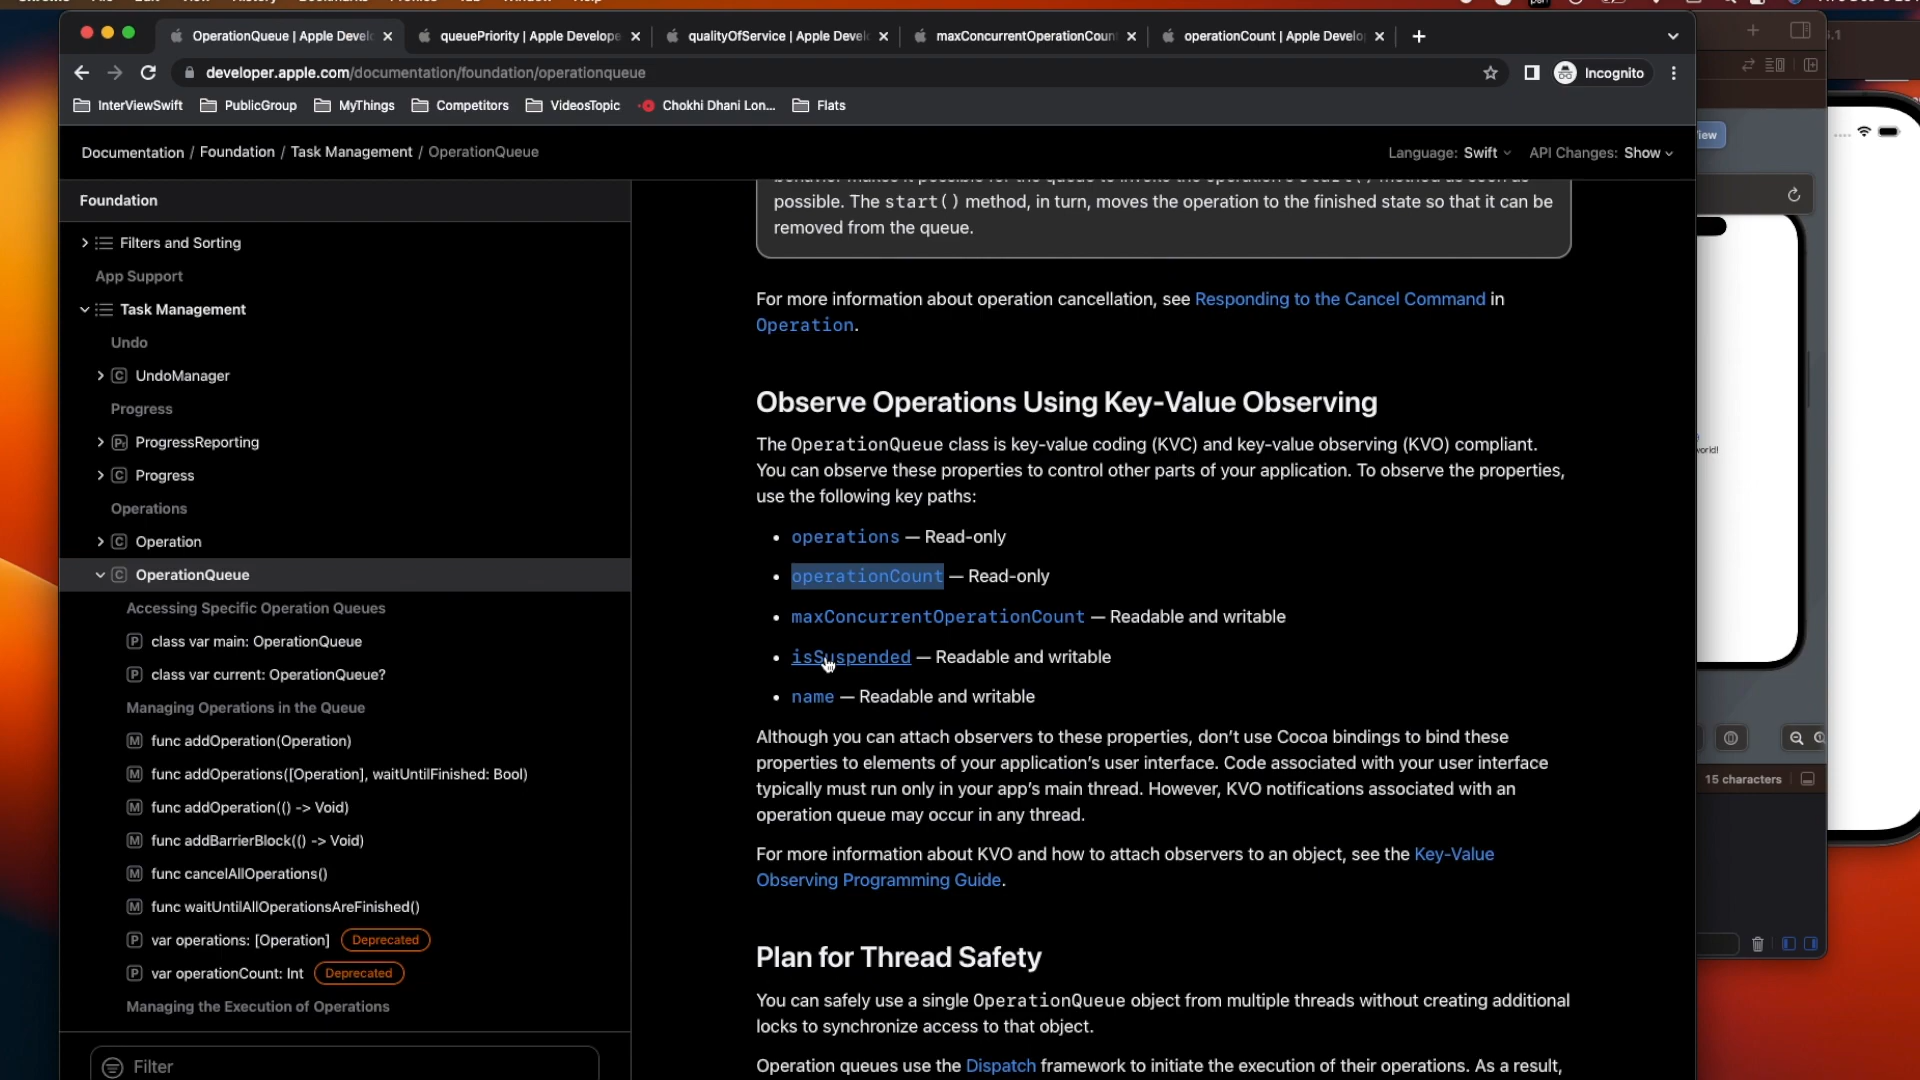 OperationQueue | Apple Devel
queuePriority | Apple Develope
qualityOfService | Apple Devel
maxConcurrentOperationCount
operationCount | Apple Develo
developer.apple.com/documentation/foundation/operationqueue
Incognito
InterViewSwift
PublicGroup
MyThings
Competitors
VideosTopic
Chokhi Dhani Lon...
Flats
Documentation / Foundation / Task Management / OperationQueue
Language: Swift
API Changes: Show
Foundation
Filters and Sorting
App Support
Task Management
Undo
UndoManager
Progress
ProgressReporting
Progress
Operations
Operation
OperationQueue
Accessing Specific Operation Queues
class var main: OperationQueue
class var current: OperationQueue?
Managing Operations in the Queue
func addOperation(Operation)
func addOperations([Operation], waitUntilFinished: Bool)
func addOperation(() -> Void)
func addBarrierBlock(() -> Void)
func cancelAllOperations()
func waitUntilAllOperationsAreFinished()
var operations: [Operation] Deprecated
var operationCount: Int Deprecated
Managing the Execution of Operations
Filter
possible. The start() method, in turn, moves the operation to the finished state so that it can be
removed from the queue.
For more information about operation cancellation, see Responding to the Cancel Command in
Operation.
Observe Operations Using Key-Value Observing
The OperationQueue class is key-value coding (KVC) and key-value observing (KVO) compliant.
You can observe these properties to control other parts of your application. To observe the properties,
use the following key paths:
• operations — Read-only
• operationCount — Read-only
• maxConcurrentOperationCount — Readable and writable
• isSuspended — Readable and writable
• name — Readable and writable
Although you can attach observers to these properties, don't use Cocoa bindings to bind these
properties to elements of your application's user interface. Code associated with your user interface
typically must run only in your app's main thread. However, KVO notifications associated with an
operation queue may occur in any thread.
For more information about KVO and how to attach observers to an object, see the Key-Value
Observing Programming Guide.
Plan for Thread Safety
You can safely use a single OperationQueue object from multiple threads without creating additional
locks to synchronize access to that object.
Operation queues use the Dispatch framework to initiate the execution of their operations. As a result,
15 characters